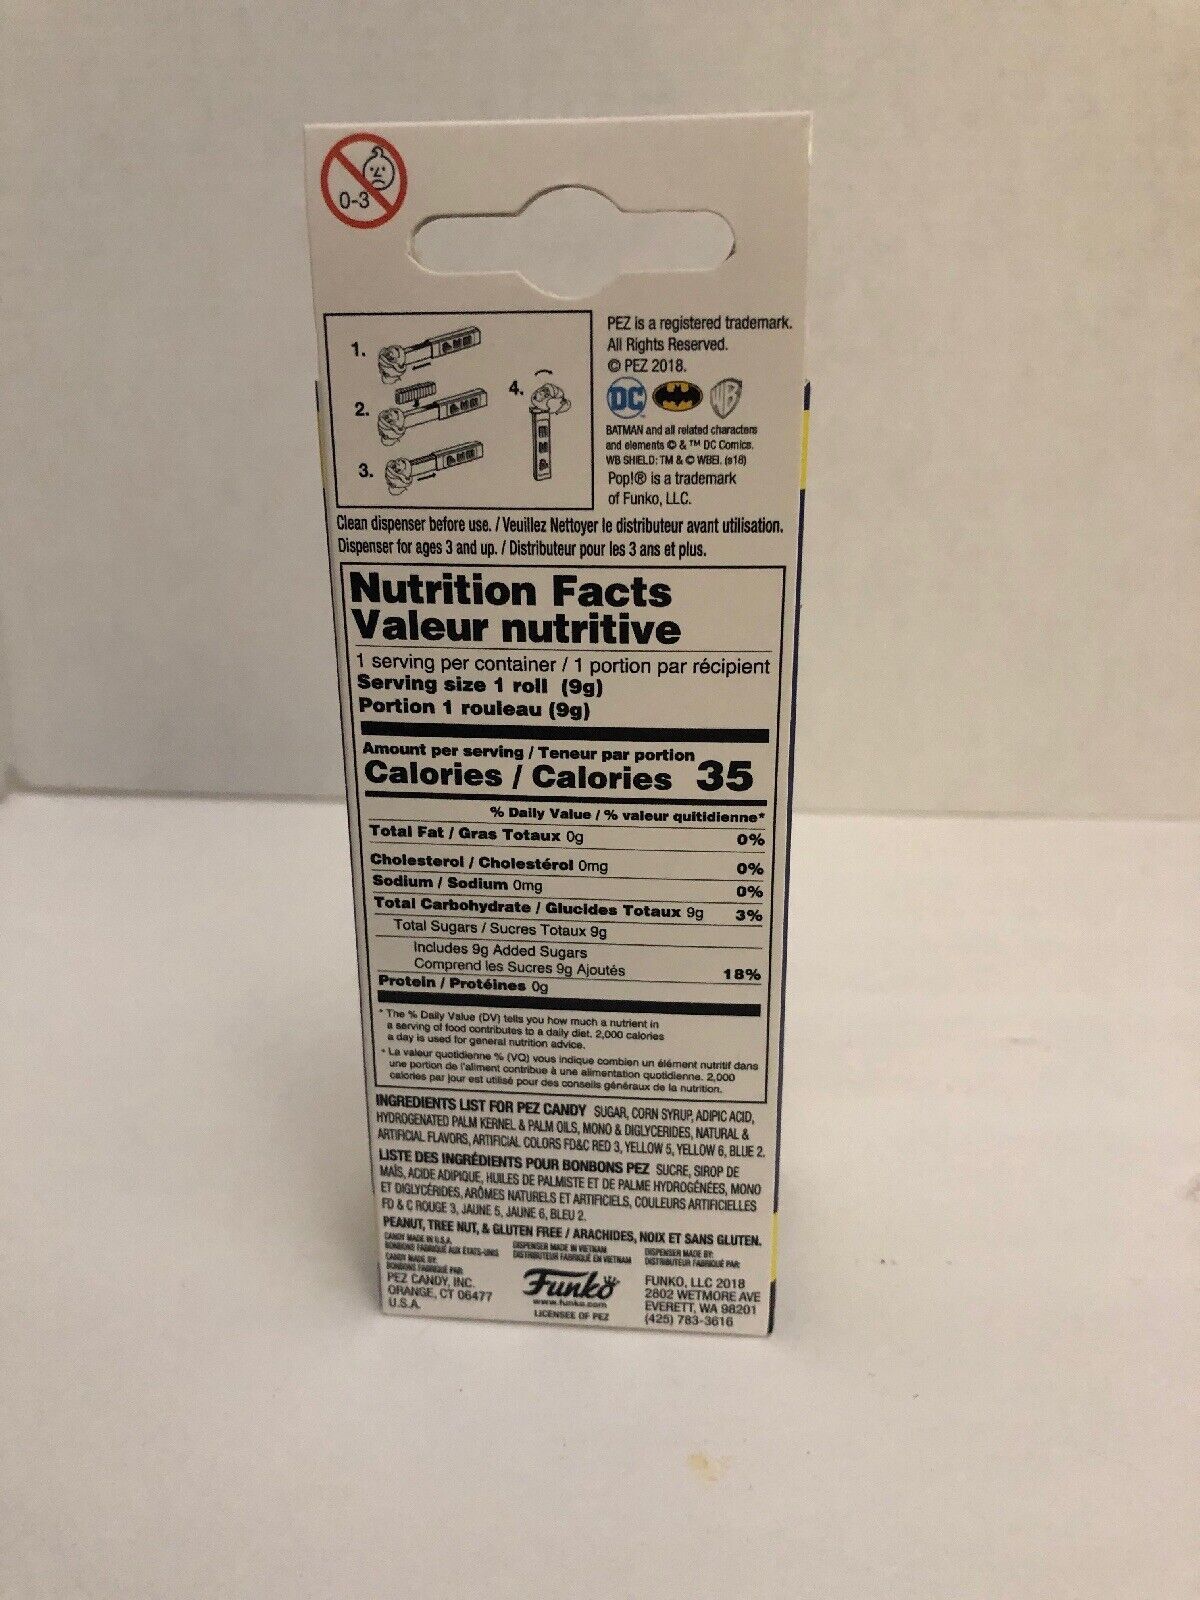 0-3
1.
2.
3.
4.
PEZ is a registered trademark.
All Rights Reserved.
© PEZ 2018.
DC
WB
BATMAN and all related characters
and elements © & ™ DC Comics.
WB SHIELD: TM & © WBEI. (s18)
Pop!® is a trademark
of Funko, LLC.
Clean dispenser before use. / Veuillez Nettoyer le distributeur avant utilisation.
Dispenser for ages 3 and up. / Distributeur pour les 3 ans et plus.
Nutrition Facts
Valeur nutritive
1 serving per container / 1 portion par récipient
Serving size 1 roll (9g)
Portion 1 rouleau (9g)
Amount per serving / Teneur par portion
Calories / Calories 35
% Daily Value / % valeur quitidienne*
Total Fat / Gras Totaux 0g 0%
Cholesterol / Cholestérol 0mg 0%
Sodium / Sodium 0mg 0%
Total Carbohydrate / Glucides Totaux 9g 3%
Total Sugars / Sucres Totaux 9g
Includes 9g Added Sugars
Comprend les Sucres 9g Ajoutés 18%
Protein / Protéines 0g
* The % Daily Value (DV) tells you how much a nutrient in
a serving of food contributes to a daily diet. 2,000 calories
a day is used for general nutrition advice.
* La valeur quotidienne % (VQ) vous indique combien un élément nutritif dans
une portion de l'aliment contribue à une alimentation quotidienne. 2,000
calories par jour est utilisé pour des conseils généraux de la nutrition.
INGREDIENTS LIST FOR PEZ CANDY SUGAR, CORN SYRUP, ADIPIC ACID,
HYDROGENATED PALM KERNEL & PALM OILS, MONO & DIGLYCERIDES, NATURAL &
ARTIFICIAL FLAVORS, ARTIFICIAL COLORS FD&C RED 3, YELLOW 5, YELLOW 6, BLUE 2.
LISTE DES INGRÉDIENTS POUR BONBONS PEZ SUCRE, SIROP DE
MAÏS, ACIDE ADIPIQUE, HUILES DE PALMISTE ET DE PALME HYDROGÉNÉES, MONO
ET DIGLYCÉRIDES, ARÔMES NATURELS ET ARTIFICIELS, COULEURS ARTIFICIELLES
FD & C ROUGE 3, JAUNE 5, JAUNE 6, BLEU 2.
PEANUT, TREE NUT, & GLUTEN FREE / ARACHIDES, NOIX ET SANS GLUTEN.
CANDY MADE IN U.S.A.
BONBONS FABRIQUÉ AUX ÉTATS-UNIS
CANDY MADE BY:
BONBONS FABRIQUÉ PAR:
PEZ CANDY, INC.
ORANGE, CT 06477
U.S.A.
DISPENSER MADE IN VIETNAM
DISTRIBUTEUR FABRIQUÉ EN VIETNAM
Funko
www.funko.com
LICENSEE OF PEZ
DISPENSER MADE BY:
DISTRIBUTEUR FABRIQUÉ PAR:
FUNKO, LLC 2018
2802 WETMORE AVE
EVERETT, WA 98201
(425) 783-3616